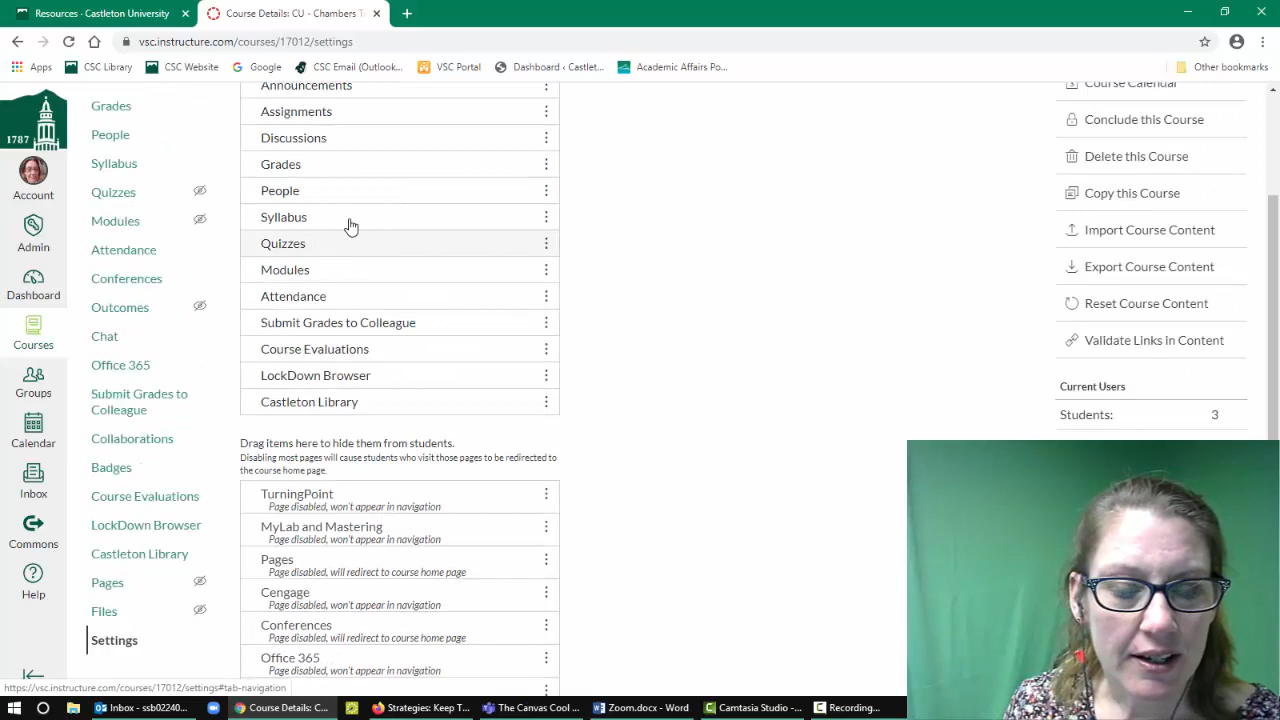 Resources · Castleton University
Course Details: CU - Chambers T
vsc.instructure.com/courses/17012/settings
Apps
CSC Library
CSC Website
Google
CSC Email (Outlook...
VSC Portal
Dashboard ‹ Castlet...
Academic Affairs Po...
Other bookmarks
1787
Account
Admin
Dashboard
Courses
Groups
Calendar
Inbox
Commons
Help
Grades
People
Syllabus
Quizzes
Modules
Attendance
Conferences
Outcomes
Chat
Office 365
Submit Grades to
Colleague
Collaborations
Badges
Course Evaluations
LockDown Browser
Castleton Library
Pages
Files
Settings
Announcements
Assignments
Discussions
Grades
People
Syllabus
Quizzes
Modules
Attendance
Submit Grades to Colleague
Course Evaluations
LockDown Browser
Castleton Library
Drag items here to hide them from students.
Disabling most pages will cause students who visit those pages to be redirected to
the course home page.
TurningPoint
Page disabled, won't appear in navigation
MyLab and Mastering
Page disabled, won't appear in navigation
Pages
Page disabled, will redirect to course home page
Cengage
Page disabled, won't appear in navigation
Conferences
Page disabled, will redirect to course home page
Office 365
Page disabled, won't appear in navigation
Course Calendar
Conclude this Course
Delete this Course
Copy this Course
Import Course Content
Export Course Content
Reset Course Content
Validate Links in Content
Current Users
Students: 3
https://vsc.instructure.com/courses/17012/settings#tab-navigation
Inbox - ssb02240...
Course Details: C...
Strategies: Keep T...
The Canvas Cool ...
Zoom.docx - Word
Camtasia Studio -...
Recording...